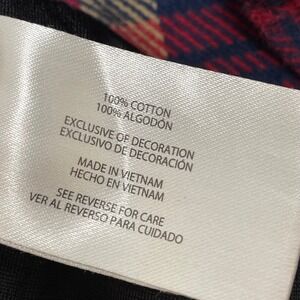 100% COTTON
100% ALGODÓN
EXCLUSIVE OF DECORATION
EXCLUSIVO DE DECORACIÓN
MADE IN VIETNAM
HECHO EN VIETNAM
SEE REVERSE FOR CARE
VER AL REVERSO PARA CUIDADO